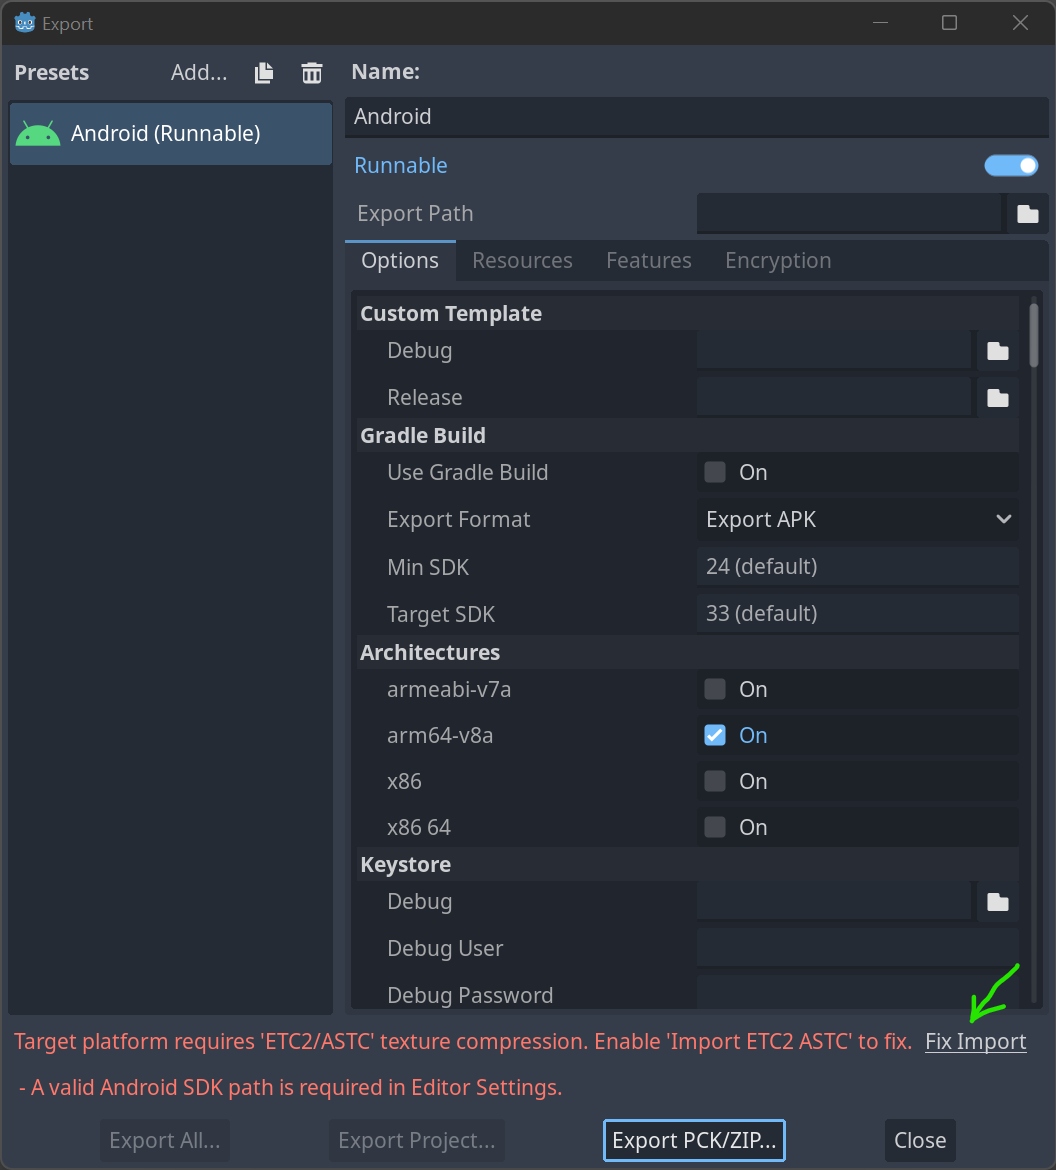 Export
Presets
Add...
Android (Runnable)
Name:
Android
Runnable
Export Path
Options Resources Features Encryption
Custom Template
Debug
Release
Gradle Build
Use Gradle Build On
Export Format Export APK
Min SDK 24 (default)
Target SDK 33 (default)
Architectures
armeabi-v7a On
arm64-v8a On
x86 On
x86 64 On
Keystore
Debug
Debug User
Debug Password
Target platform requires 'ETC2/ASTC' texture compression. Enable 'Import ETC2 ASTC' to fix. Fix Import
- A valid Android SDK path is required in Editor Settings.
Export All... Export Project... Export PCK/ZIP... Close